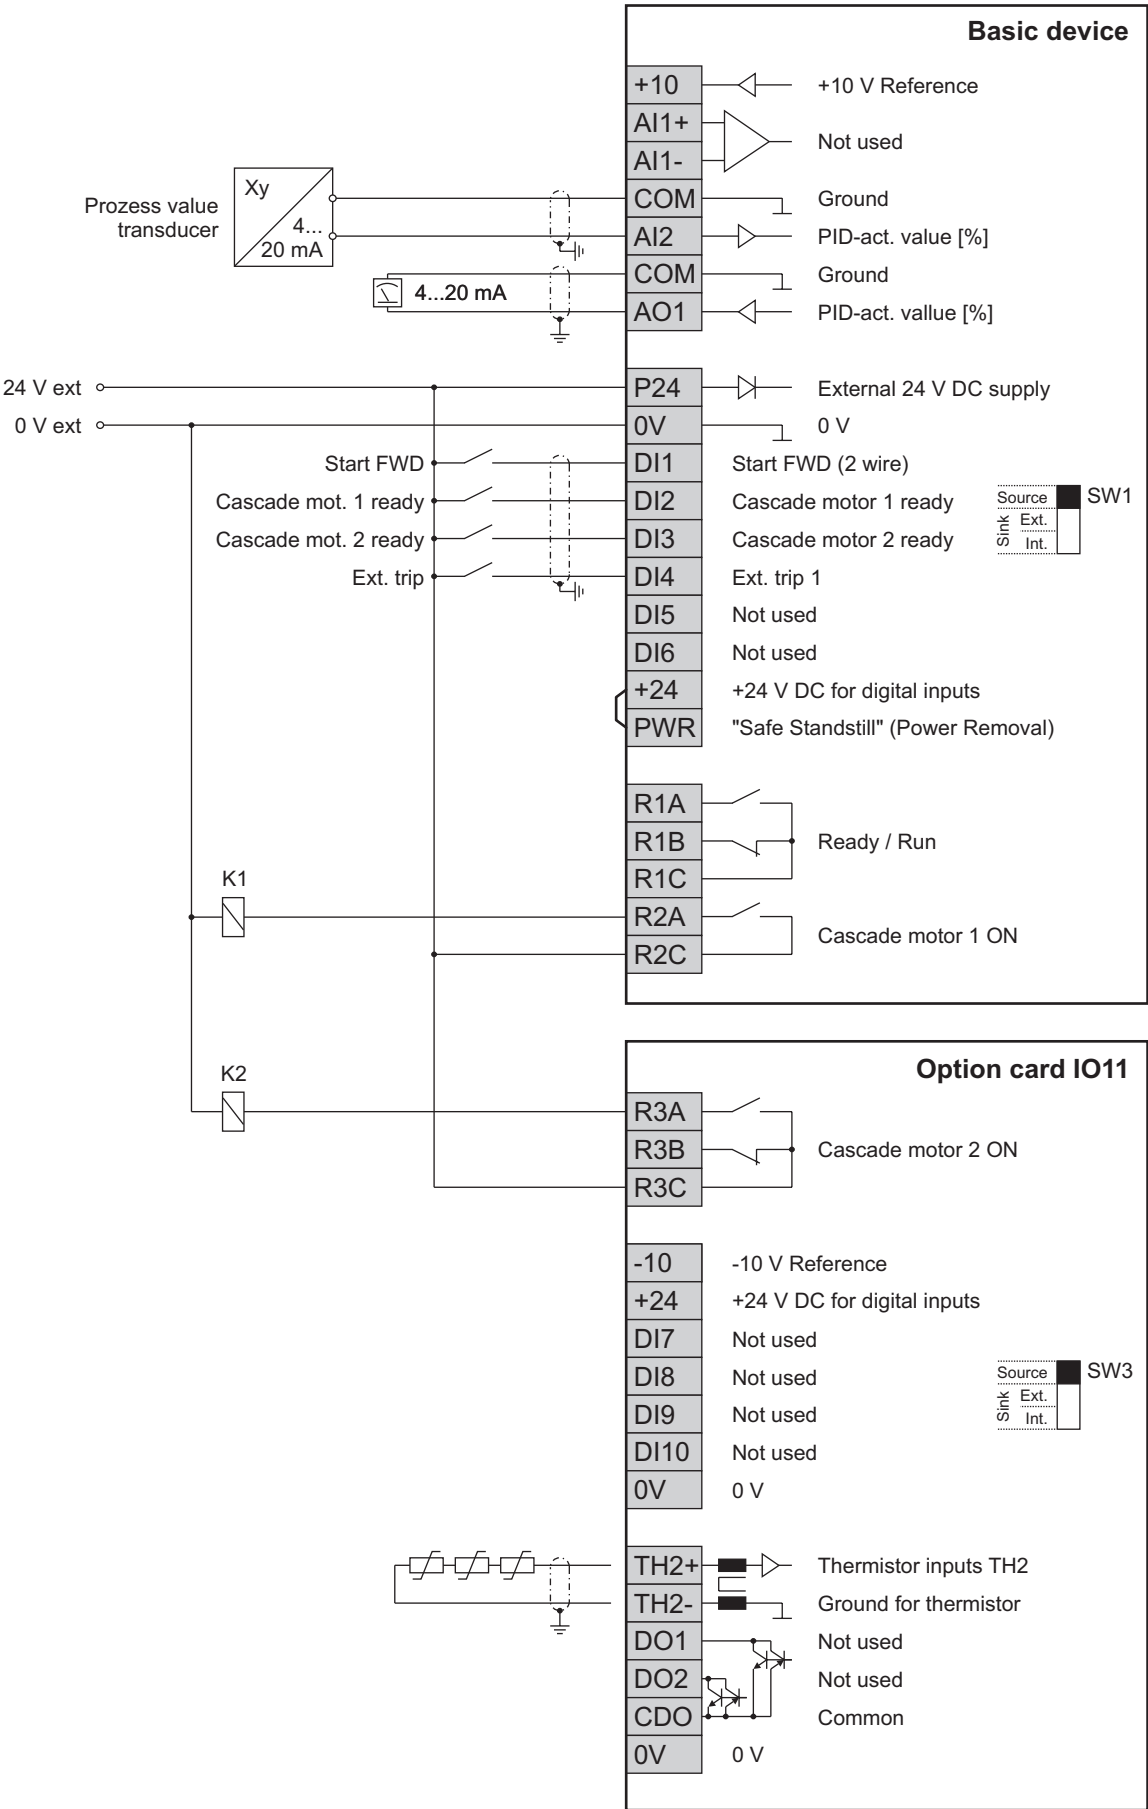 Basic device
+10
+10 V Reference
AI1+
AI1-
Not used
Prozess value
transducer
Xy
4...
20 mA
COM
Ground
AI2
PID-act. value [%]
COM
Ground
4...20 mA
AO1
PID-act. vallue [%]
24 V ext
P24
External 24 V DC supply
0 V ext
0V
0 V
Start FWD
DI1
Start FWD (2 wire)
Cascade mot. 1 ready
DI2
Cascade motor 1 ready
Cascade mot. 2 ready
DI3
Cascade motor 2 ready
Source
Sink
Ext.
Int.
SW1
Ext. trip
DI4
Ext. trip 1
DI5
Not used
DI6
Not used
+24
+24 V DC for digital inputs
PWR
"Safe Standstill" (Power Removal)
R1A
R1B
Ready / Run
R1C
K1
R2A
R2C
Cascade motor 1 ON
Option card IO11
K2
R3A
R3B
Cascade motor 2 ON
R3C
-10
-10 V Reference
+24
+24 V DC for digital inputs
DI7
Not used
DI8
Not used
Source
Sink
Ext.
Int.
SW3
DI9
Not used
DI10
Not used
0V
0 V
TH2+
Thermistor inputs TH2
TH2-
Ground for thermistor
DO1
Not used
DO2
Not used
CDO
Common
0V
0 V